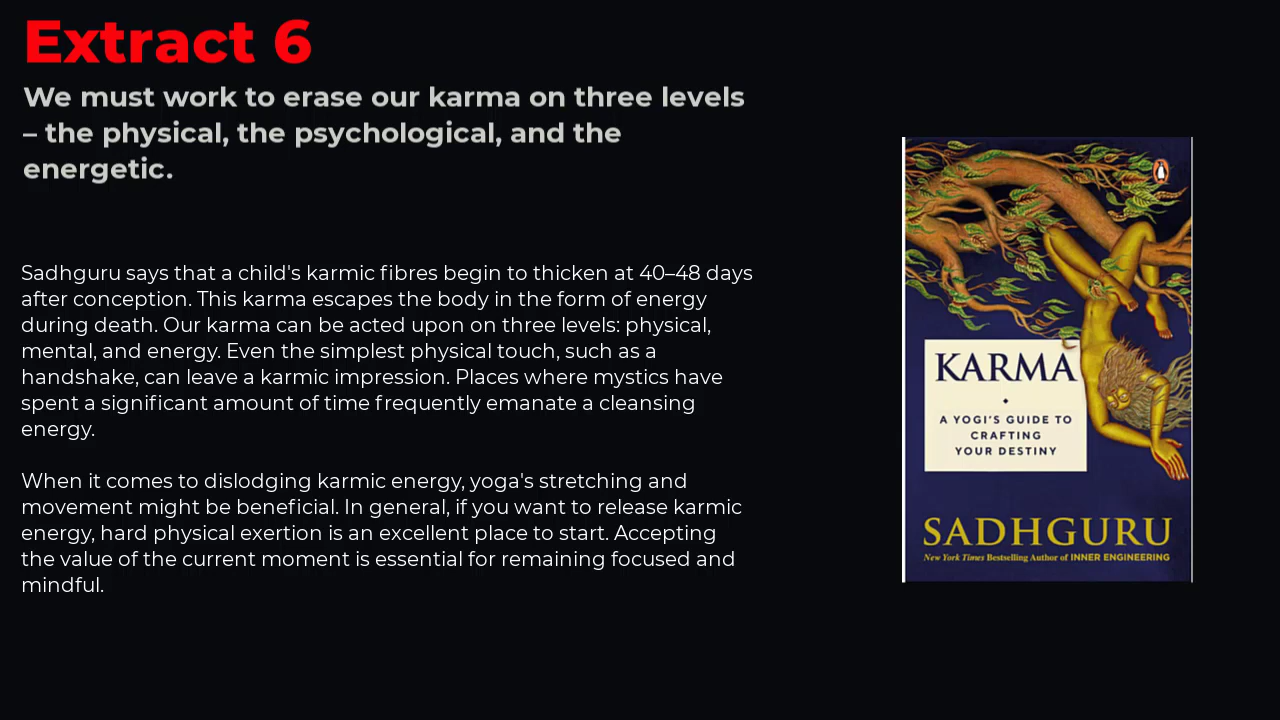 Extract 6
We must work to erase our karma on three levels
– the physical, the psychological, and the
energetic.
Sadhguru says that a child's karmic fibres begin to thicken at 40–48 days
after conception. This karma escapes the body in the form of energy
during death. Our karma can be acted upon on three levels: physical,
mental, and energy. Even the simplest physical touch, such as a
handshake, can leave a karmic impression. Places where mystics have
spent a significant amount of time frequently emanate a cleansing
energy.
When it comes to dislodging karmic energy, yoga's stretching and
movement might be beneficial. In general, if you want to release karmic
energy, hard physical exertion is an excellent place to start. Accepting
the value of the current moment is essential for remaining focused and
mindful.
KARMA
A YOGI'S GUIDE TO
CRAFTING
YOUR DESTINY
SADHGURU
New York Times Bestselling Author of INNER ENGINEERING